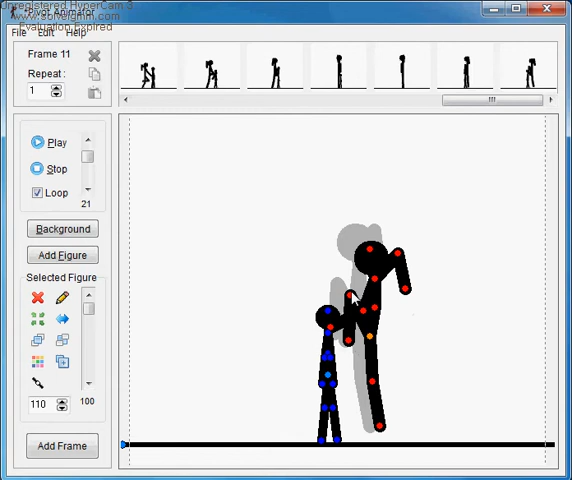 Unregistered HyperCam 3
www.solveigmm.com
Evaluation Expired
Pivot Animator
File Edit Help
Frame 11
Repeat :
1
Play
Stop
Loop
21
Background
Add Figure
Selected Figure
110
100
Add Frame